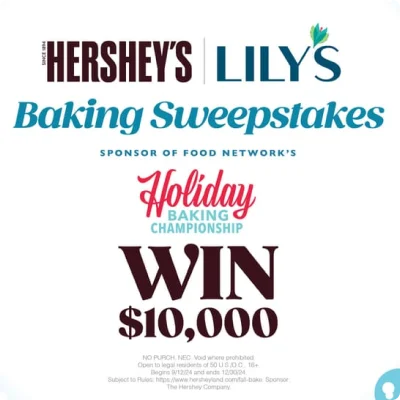 SINCE 1894
HERSHEY'S | LILY'S
Baking Sweepstakes
SPONSOR OF FOOD NETWORK'S
Holiday
BAKING
CHAMPIONSHIP
WIN
$10,000
NO PURCH. NEC. Void where prohibited.
Open to legal residents of 50 U.S./D.C., 18+.
Begins 9/12/24 and ends 12/30/24.
Subject to Rules: https://www.hersheyland.com/fall-bake. Sponsor:
The Hershey Company.